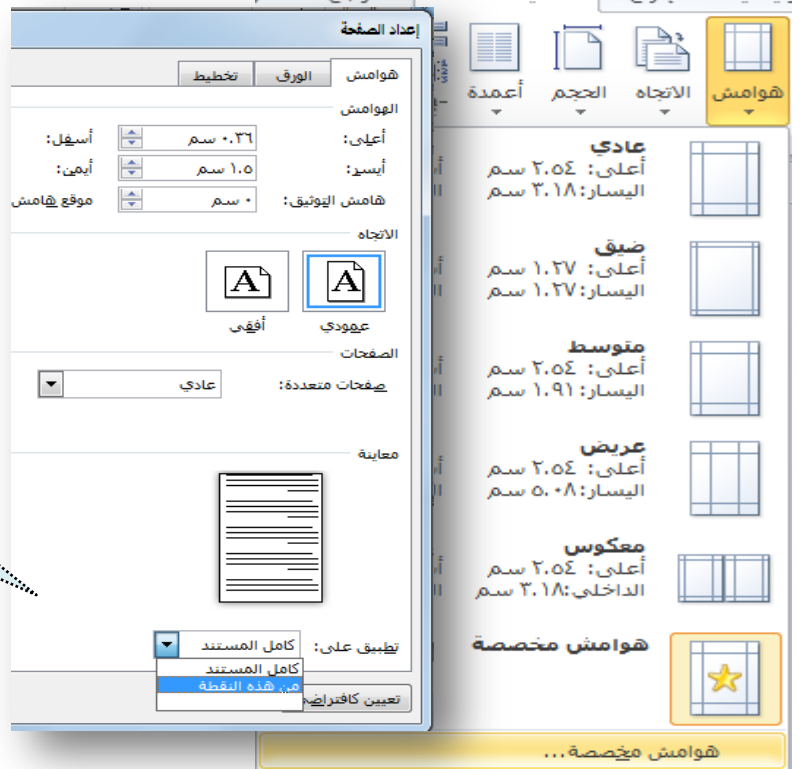 هوامش
الاتجاه
الحجم
أعمدة
عادي
أعلى: ٢.٥٤ سم
اليسار: ٣.١٨ سم
ضيق
أعلى: ١.٢٧ سم
اليسار: ١.٢٧ سم
متوسط
أعلى: ٢.٥٤ سم
اليسار: ١.٩١ سم
عريض
أعلى: ٢.٥٤ سم
اليسار: ٥.٠٨ سم
معكوس
أعلى: ٢.٥٤ سم
الداخلي: ٣.١٨ سم
هوامش مخصصة
هوامش مخصصة...
إعداد الصفحة
هوامش الورق تخطيط
الهوامش
أعلى: ٠.٣٦ سم أسفل:
أيسر: ١.٥ سم أيمن:
هامش التوثيق: ٠ سم موقع هامش
الاتجاه
عمودي أفقي
الصفحات
صفحات متعددة: عادي
معاينة
تطبيق على: كامل المستند
كامل المستند
من هذه النقطة
تعيين كافتراضي